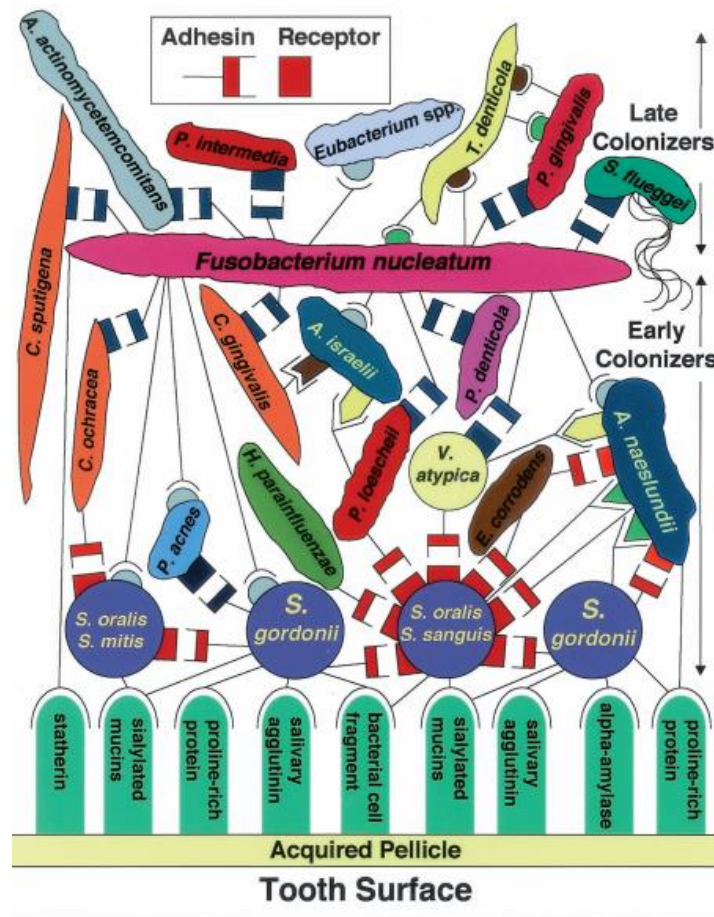 Adhesin Receptor
A. actinomycetemcomitans
P. intermedia
Eubacterium spp.
T. denticola
P. gingivalis
Late
Colonizers
S. flueggei
Fusobacterium nucleatum
C. sputigena
C. ochracea
C. gingivalis
A. israelii
P. denticola
Early
Colonizers
P. loescheii
V.
atypica
H. parainfluenzae
E. corrodens
A. naeslundii
P. acnes
S. oralis
S. mitis
S.
gordonii
S. oralis
S. sanguis
S.
gordonii
statherin
sialylated
mucins
proline-rich
protein
salivary
agglutinin
bacterial cell
fragment
sialylated
mucins
salivary
agglutinin
alpha-amylase
proline-rich
protein
Acquired Pellicle
Tooth Surface